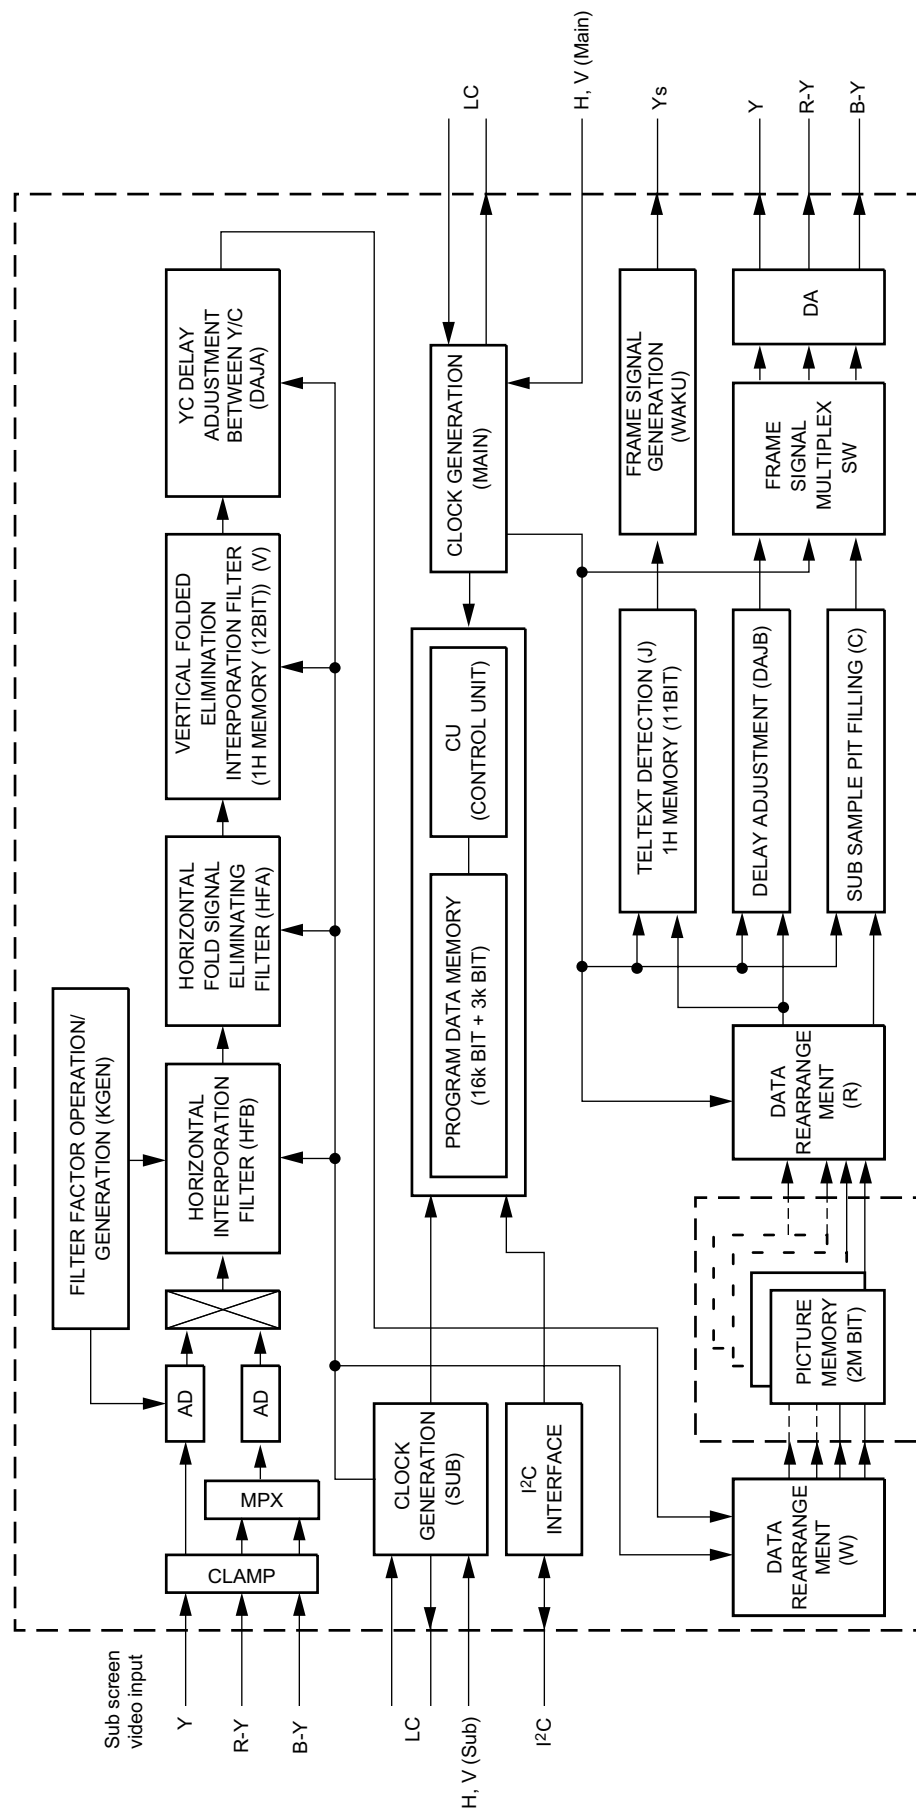 Sub screen
video input
Y
R-Y
B-Y
LC
H, V (Sub)
I²C
CLAMP
MPX
AD
AD
FILTER FACTOR OPERATION/
GENERATION (KGEN)
HORIZONTAL
INTERPORATION
FILTER (HFB)
HORIZONTAL
FOLD SIGNAL
ELIMINATING
FILTER (HFA)
VERTICAL FOLDED
ELIMINATION
INTERPORATION FILTER
(1H MEMORY (12BIT)) (V)
YC DELAY
ADJUSTMENT
BETWEEN Y/C
(DAJA)
CLOCK
GENERATION
(SUB)
I²C
INTERFACE
PROGRAM DATA MEMORY
(16k BIT + 3k BIT)
CU
(CONTROL UNIT)
CLOCK GENERATION
(MAIN)
LC
H, V (Main)
DATA
REARRANGE
MENT
(W)
PICTURE
MEMORY
(2M BIT)
DATA
REARRANGE
MENT
(R)
TELTEXT DETECTION (J)
1H MEMORY (11BIT)
DELAY ADJUSTMENT (DAJB)
SUB SAMPLE PIT FILLING (C)
FRAME SIGNAL
GENERATION
(WAKU)
FRAME
SIGNAL
MULTIPLEX
SW
DA
Ys
Y
R-Y
B-Y